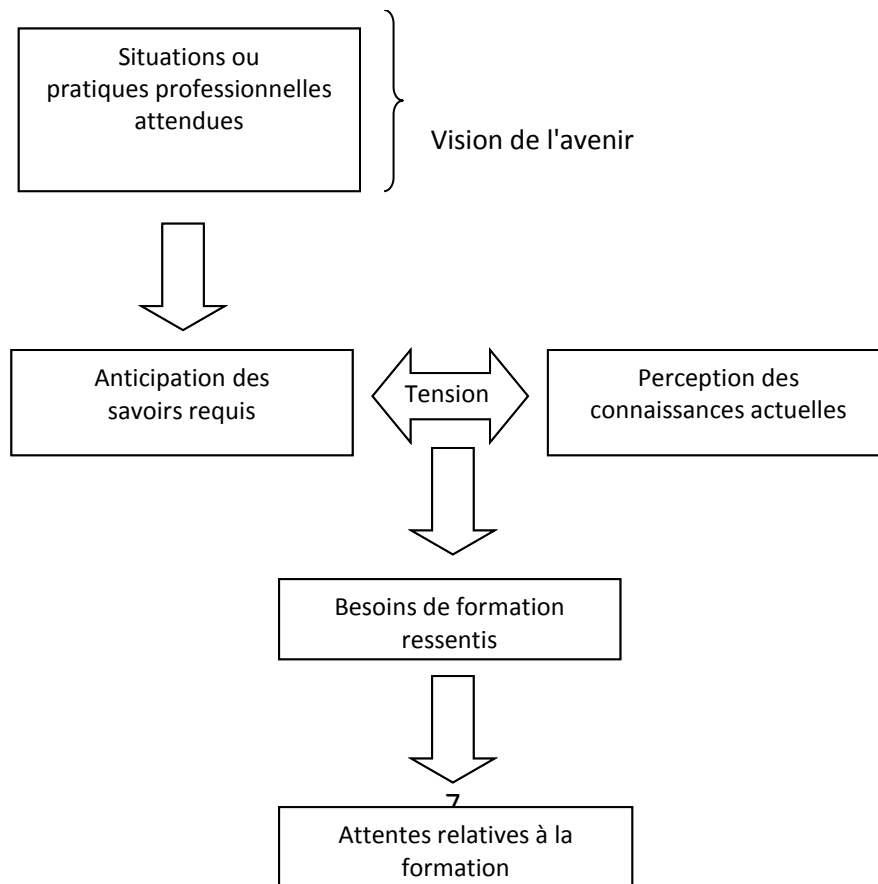 Situations ou
pratiques professionnelles
attendues
Vision de l'avenir
Anticipation des
savoirs requis
Tension
Perception des
connaissances actuelles
Besoins de formation
ressentis
7
Attentes relatives à la
formation